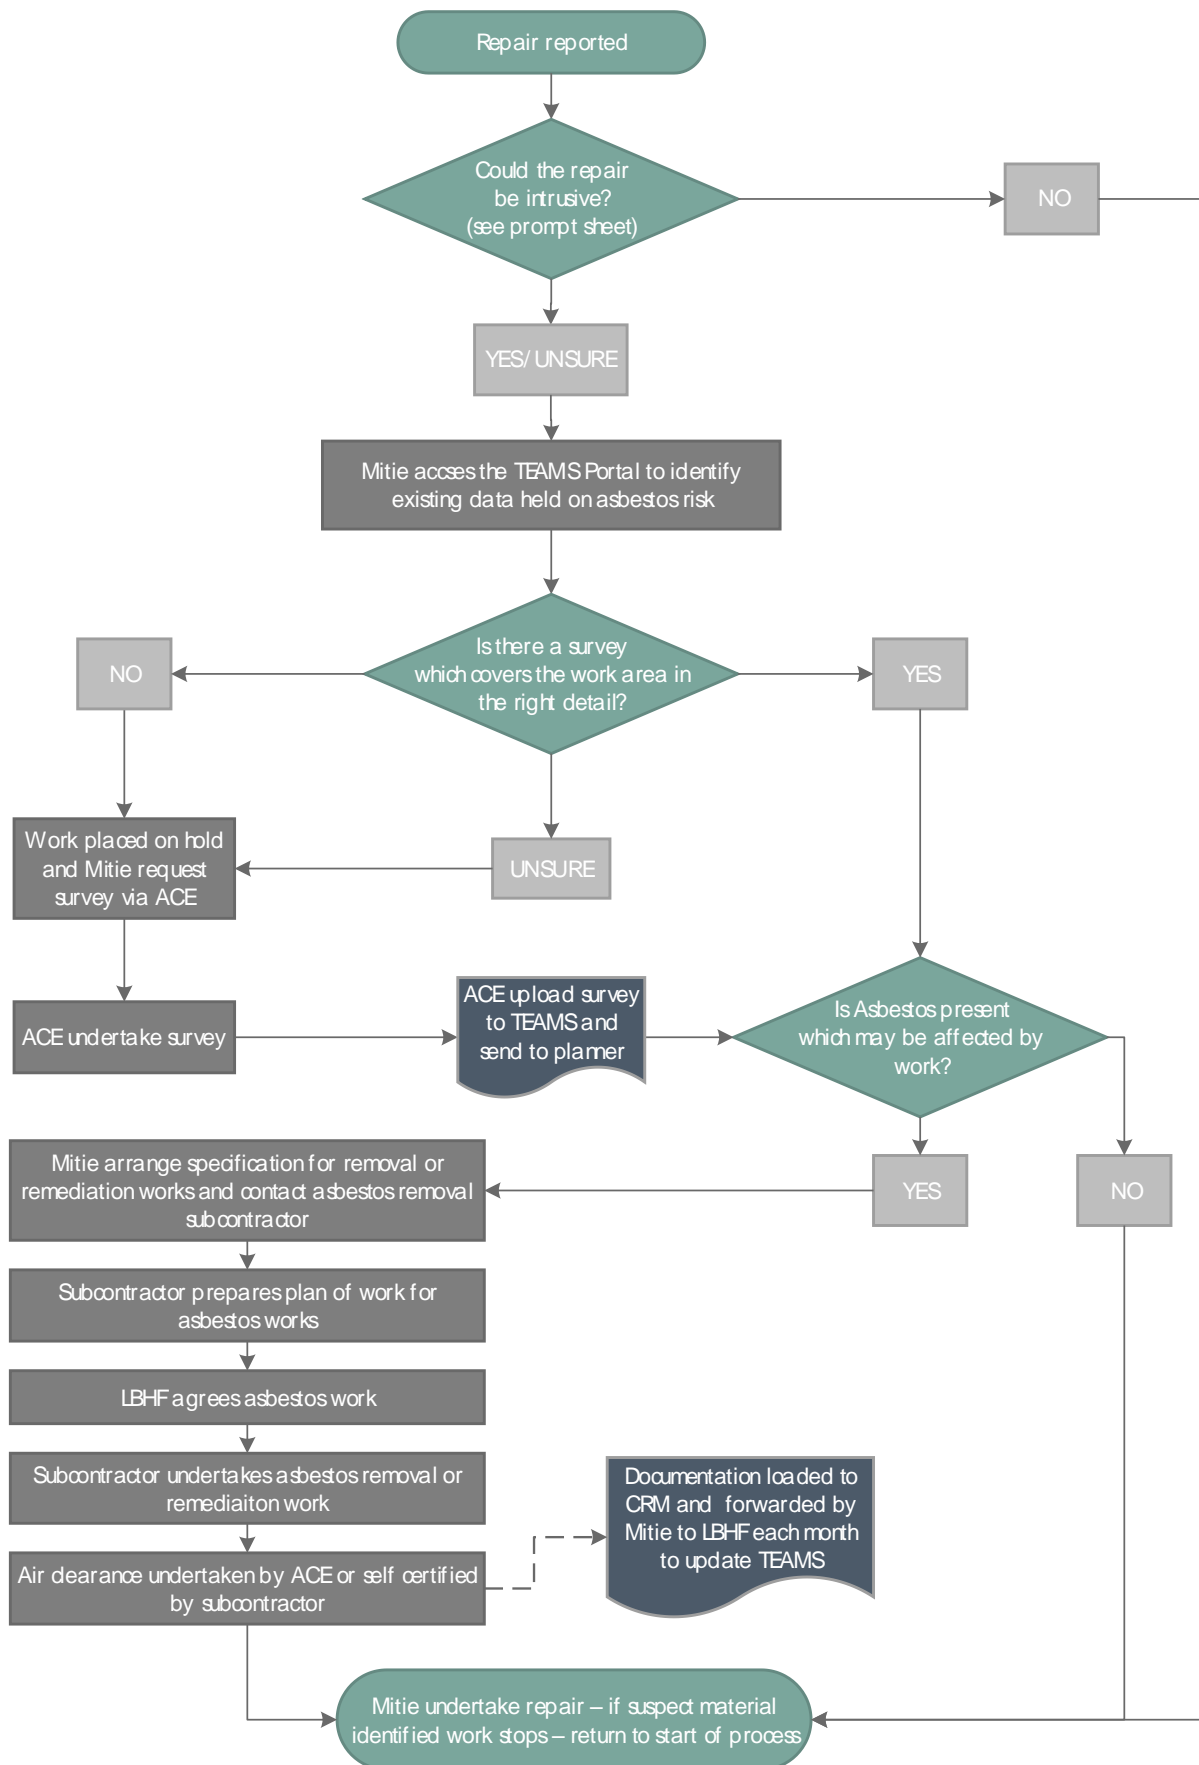 Repair reported
Could the repair
be intrusive?
(see prompt sheet)
NO
YES/ UNSURE
Mitie accses the TEAMS Portal to identify
existing data held on asbestos risk
Is there a survey
which covers the work area in
the right detail?
NO
YES
UNSURE
Work placed on hold
and Mitie request
survey via ACE
ACE undertake survey
ACE upload survey
to TEAMS and
send to planner
Is Asbestos present
which may be affected by
work?
YES
NO
Mitie arrange specification for removal or
remediation works and contact asbestos removal
subcontractor
Subcontractor prepares plan of work for
asbestos works
LBHF agrees asbestos work
Subcontractor undertakes asbestos removal or
remediaiton work
Air clearance undertaken by ACE or self certified
by subcontractor
Documentation loaded to
CRM and forwarded by
Mitie to LBHF each month
to update TEAMS
Mitie undertake repair – if suspect material
identified work stops – return to start of process